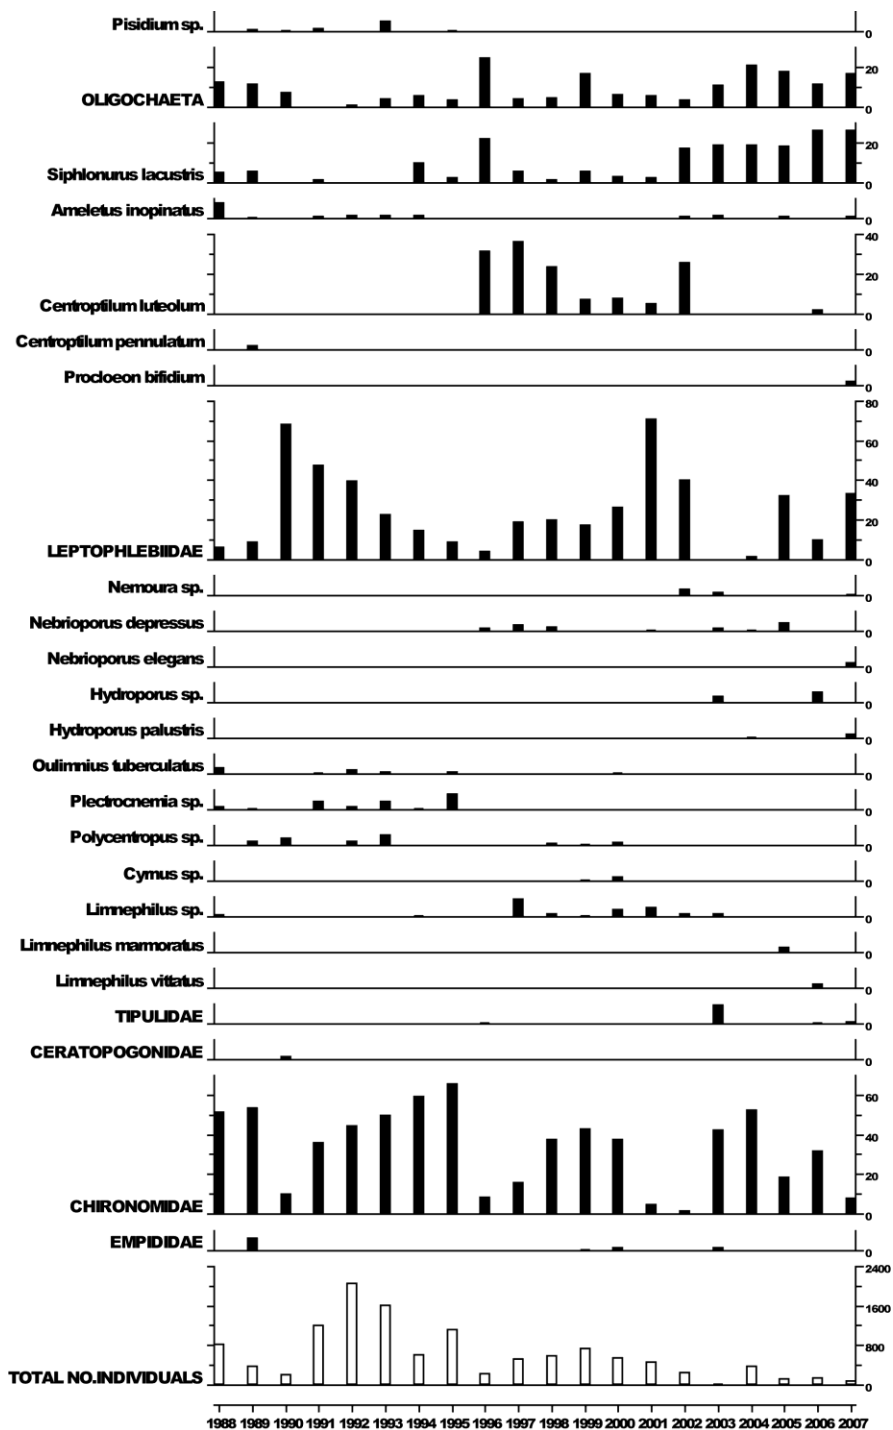 Pisidium sp.
0
20
OLIGOCHAETA
0
20
Siphlonurus lacustris
0
Ameletus inopinatus
0
40
20
Centroptilum luteolum
0
Centroptilum pennulatum
0
Procloeon bifidium
0
80
60
40
20
LEPTOPHLEBIIDAE
0
Nemoura sp.
0
Nebrioporus depressus
0
Nebrioporus elegans
0
Hydroporus sp.
0
Hydroporus palustris
0
Oulimnius tuberculatus
0
Plectrocnemia sp.
0
Polycentropus sp.
0
Cyrnus sp.
0
Limnephilus sp.
0
Limnephilus marmoratus
0
Limnephilus vittatus
0
TIPULIDAE
0
CERATOPOGONIDAE
0
60
40
20
CHIRONOMIDAE
0
EMPIDIDAE
0
2400
1600
800
TOTAL NO.INDIVIDUALS
0
1988 1989 1990 1991 1992 1993 1994 1995 1996 1997 1998 1999 2000 2001 2002 2003 2004 2005 2006 2007